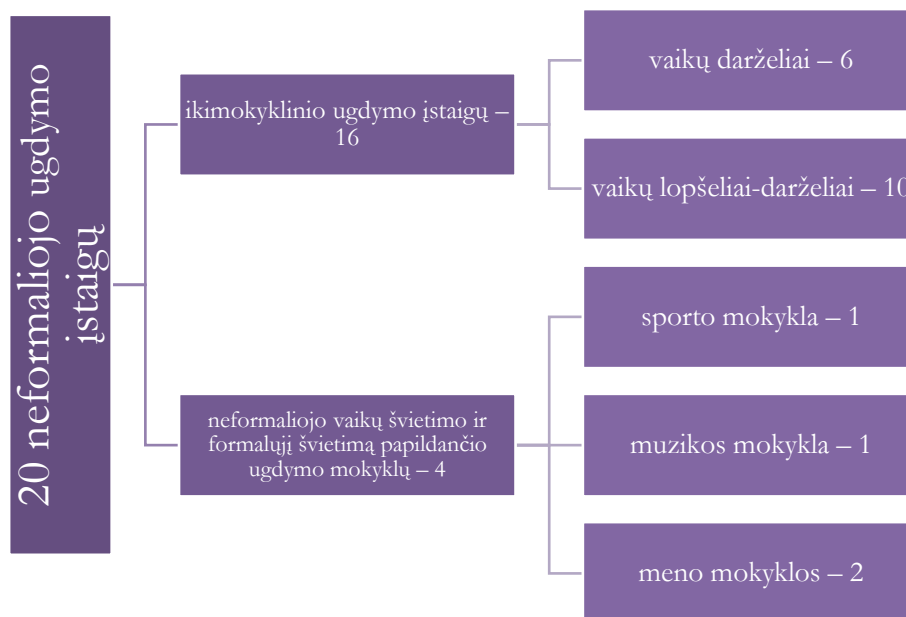 20 neformaliojo ugdymo
įstaigų
ikimokyklinio ugdymo įstaigų –
16
vaikų darželiai – 6
vaikų lopšeliai-darželiai – 10
neformaliojo vaikų švietimo ir
formalųjį švietimą papildančio
ugdymo mokyklų – 4
sporto mokykla – 1
muzikos mokykla – 1
meno mokyklos – 2